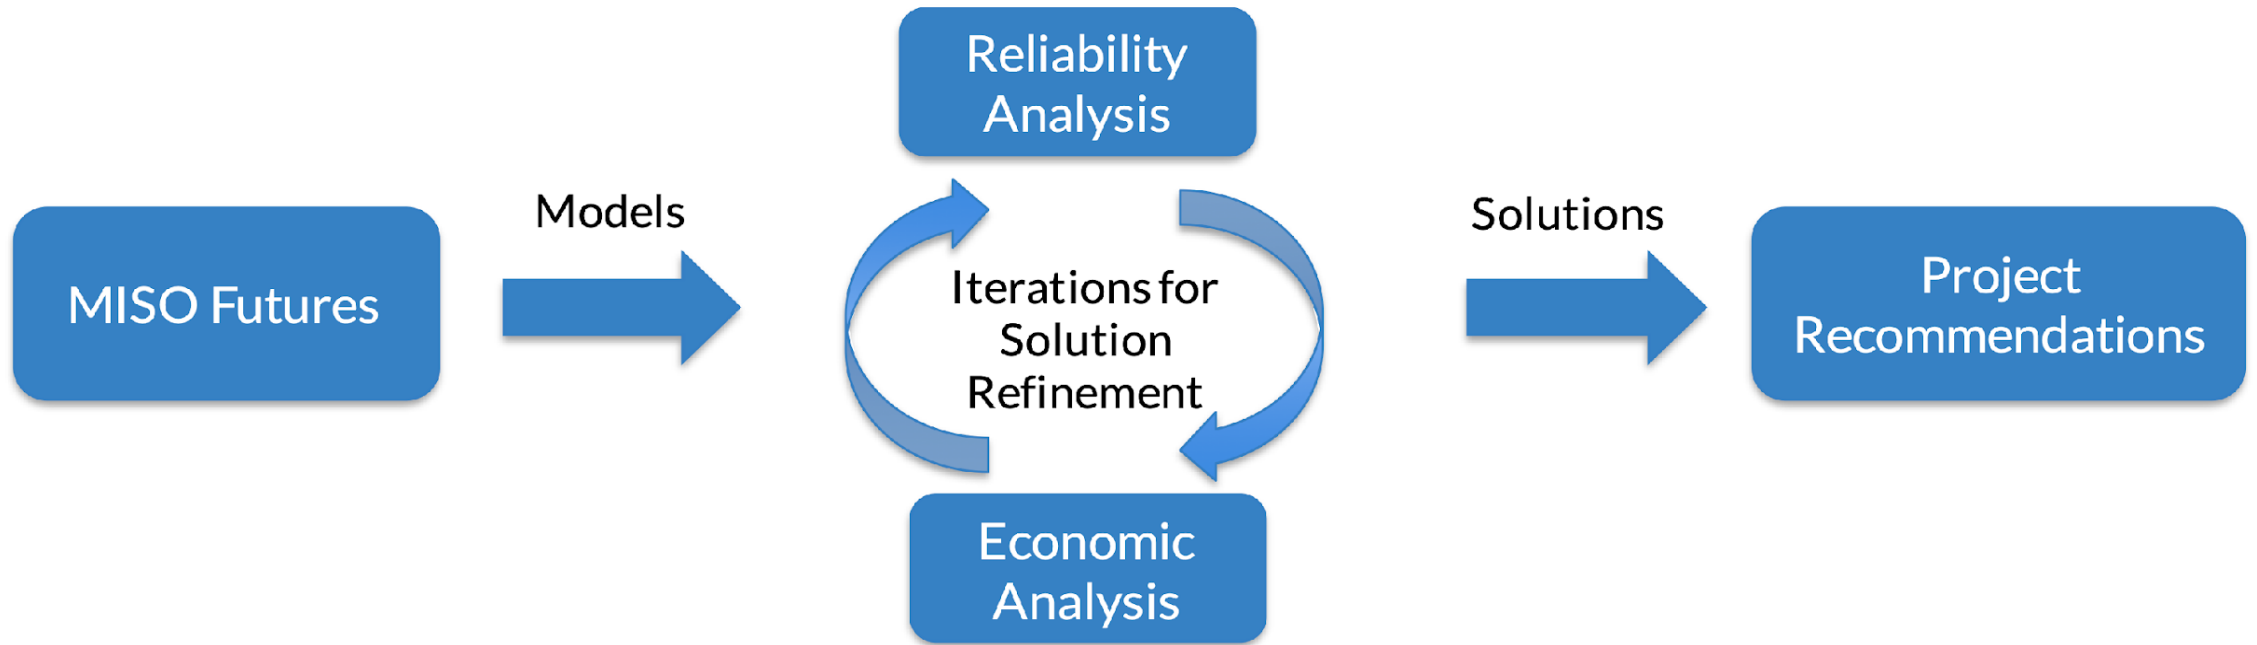 MISO Futures
Models
Reliability
Analysis
Iterations for
Solution
Refinement
Economic
Analysis
Solutions
Project
Recommendations